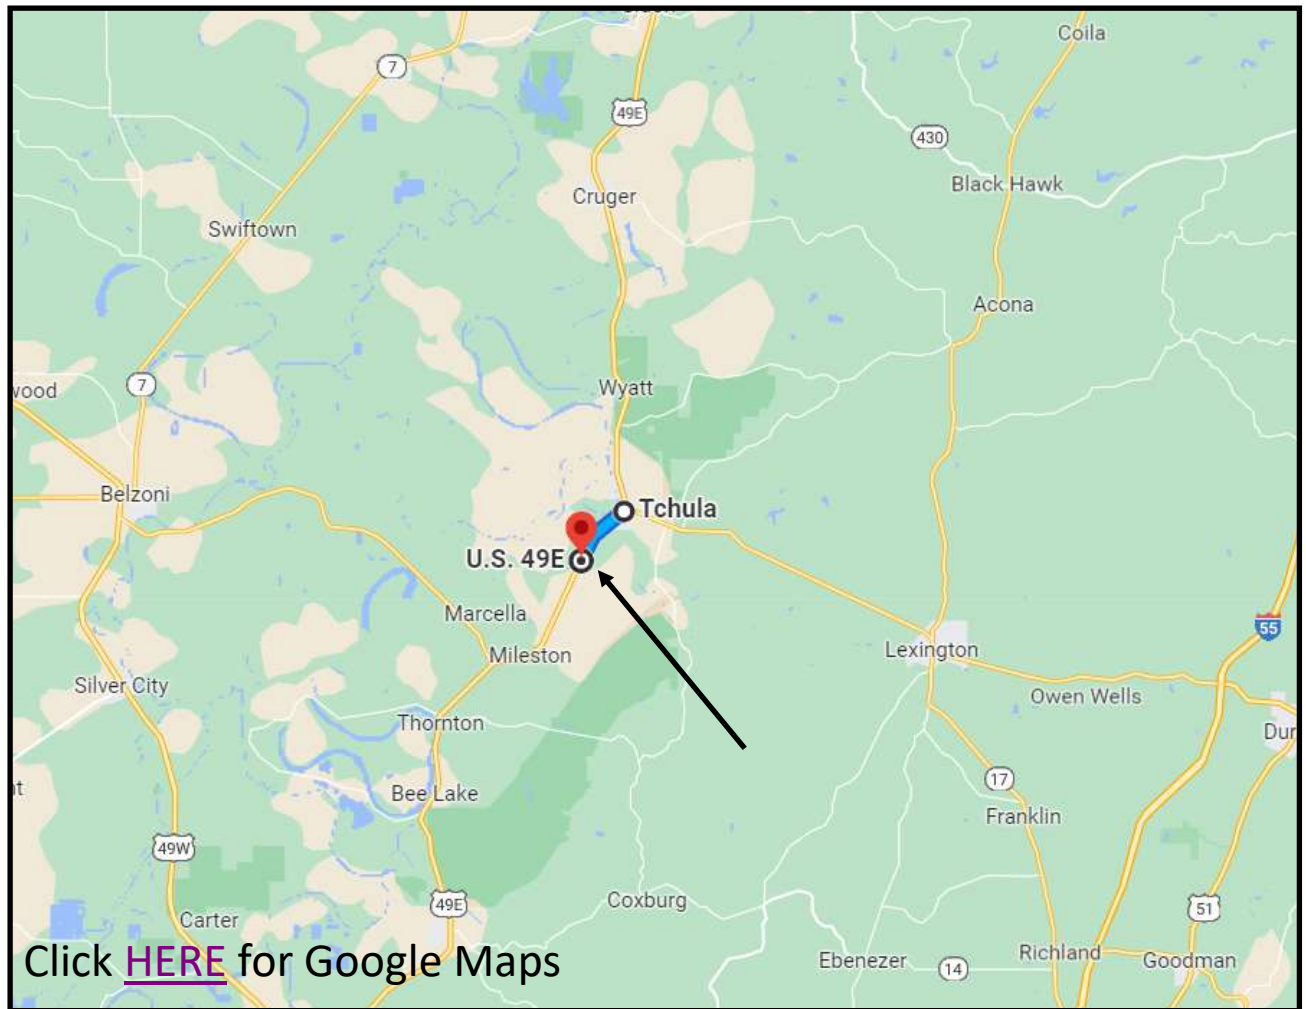 Coila
7
49E
430
Black Hawk
Cruger
Swiftown
Acona
7
wood
Wyatt
Belzoni
Tchula
U.S. 49E
Marcella
55
Mileston
Lexington
Silver City
Owen Wells
Thornton
Dur
t
Bee Lake
17
Franklin
49W
49E
Coxburg
51
Carter
Click HERE for Google Maps
Ebenezer
14
Richland
Goodman